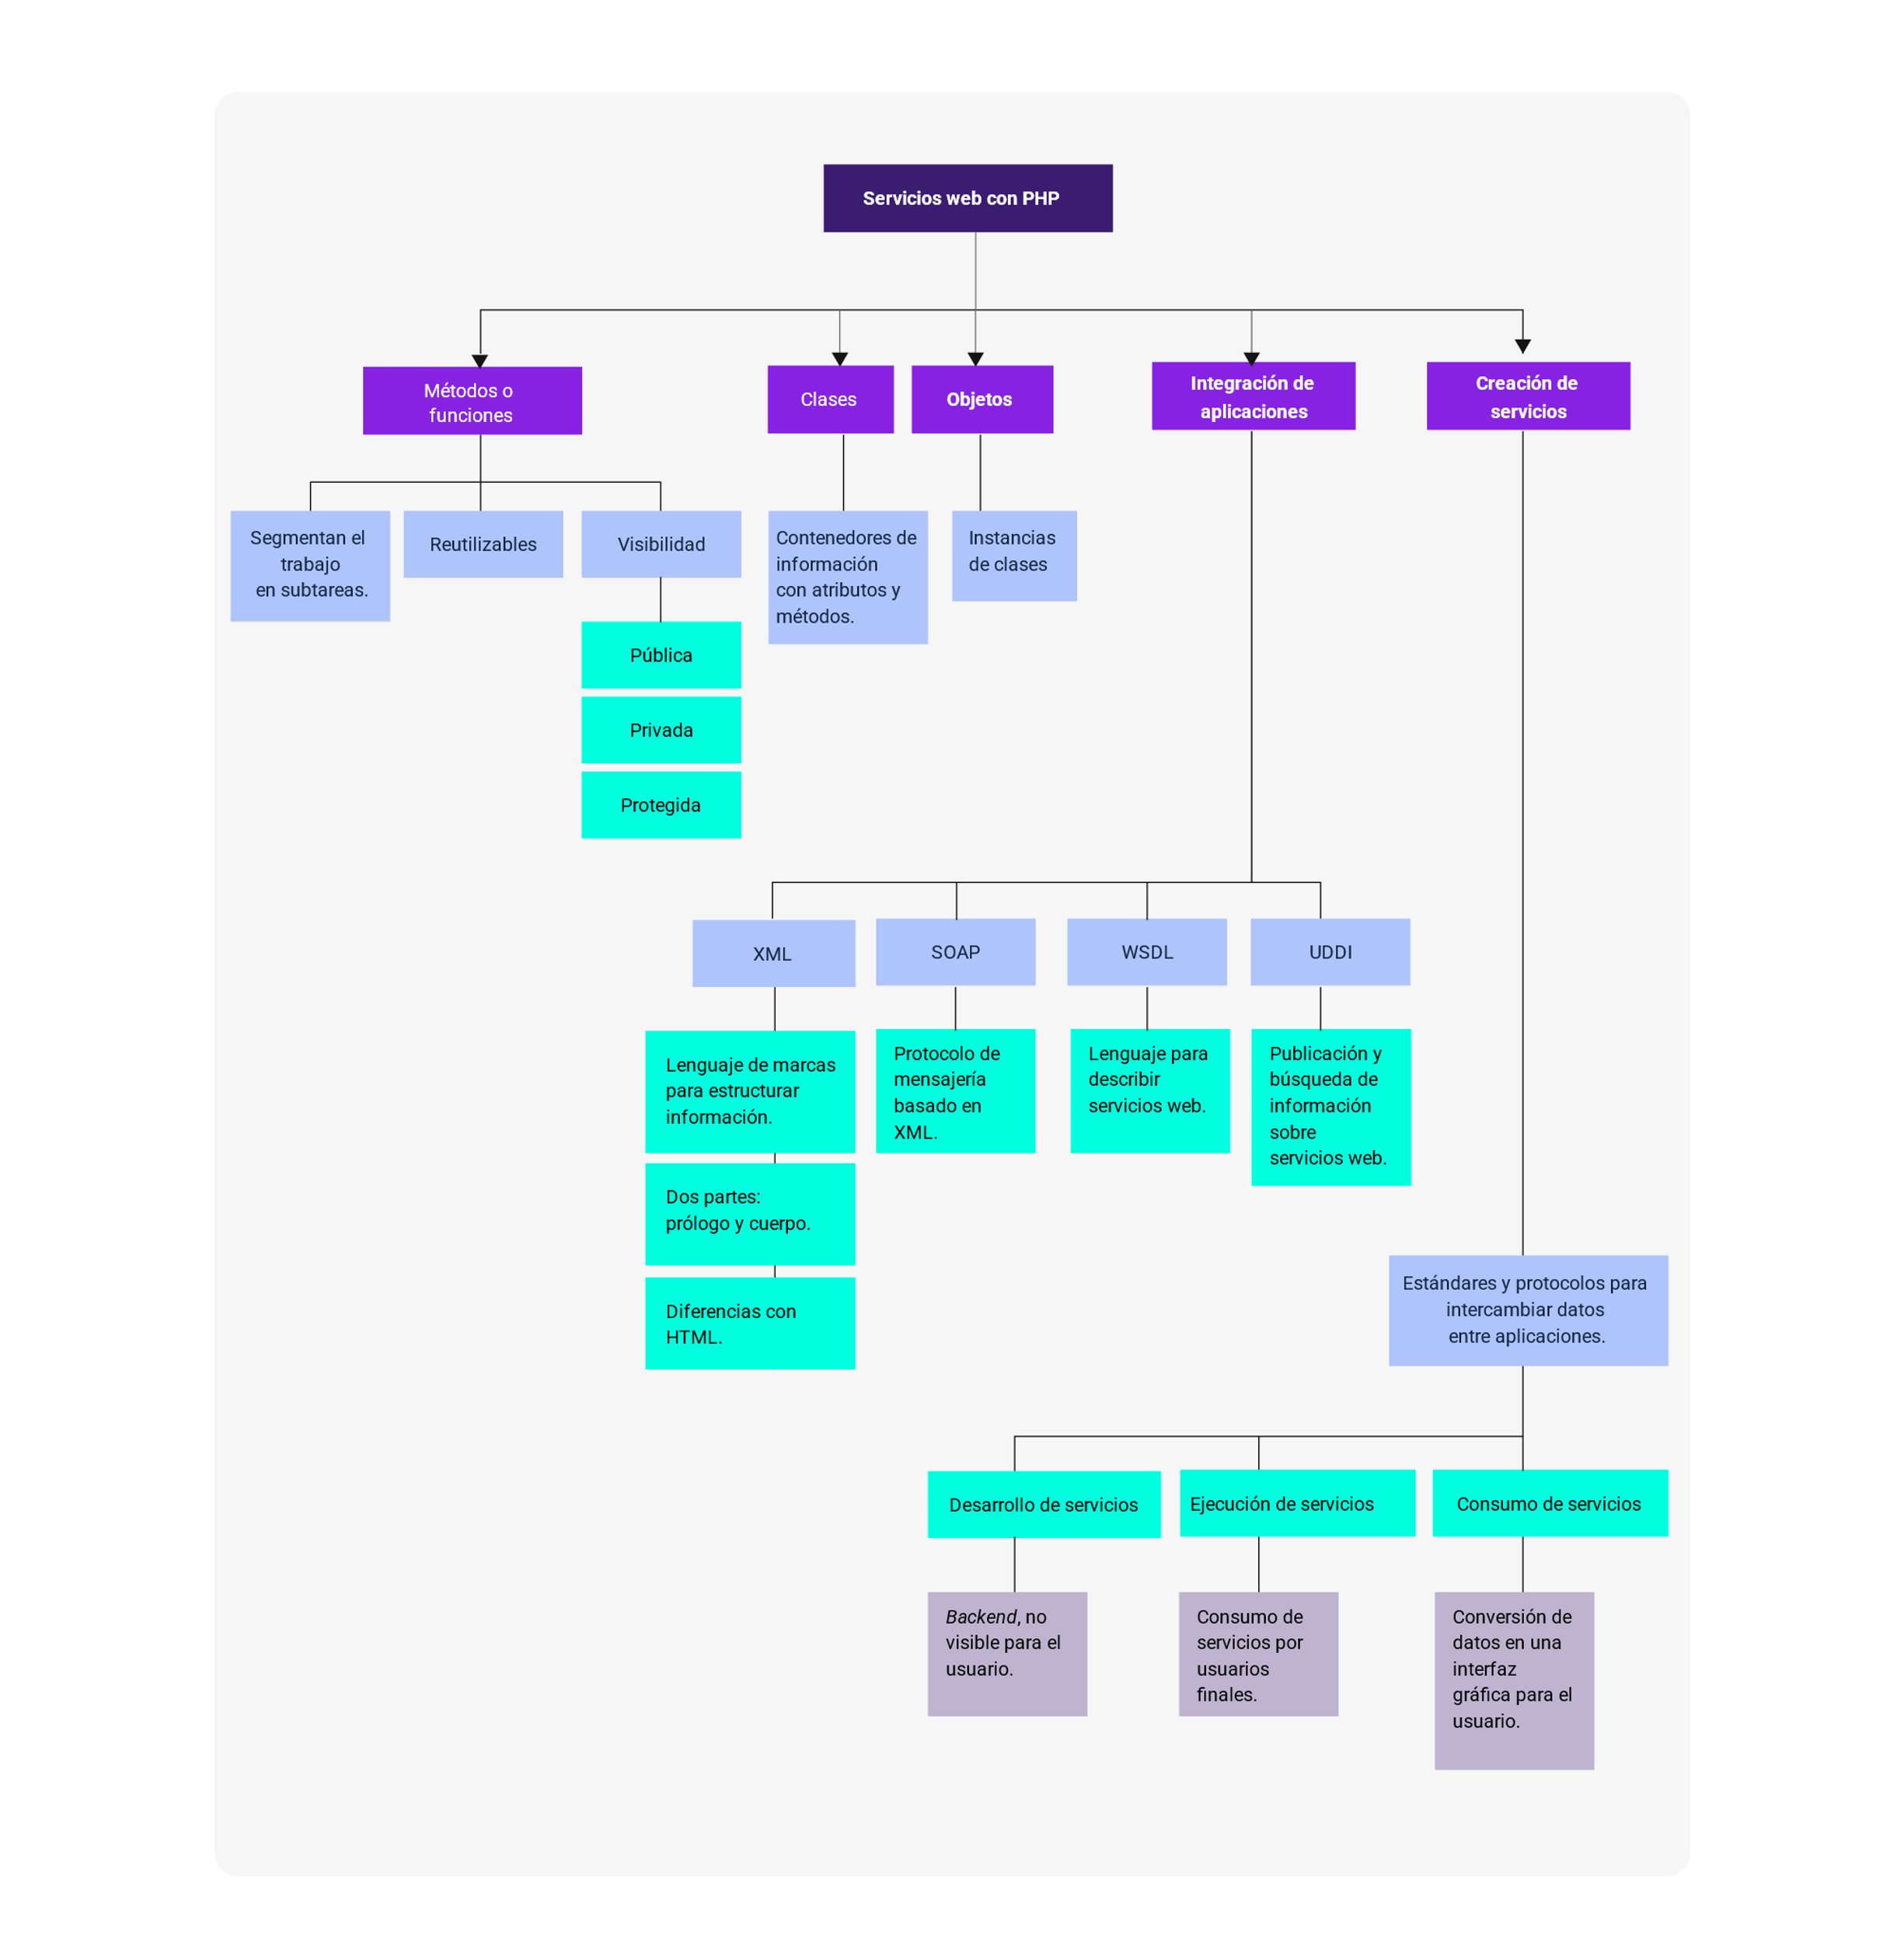 Servicios web con PHP
Métodos o
funciones
Clases
Objetos
Integración de
aplicaciones
Creación de
servicios
Segmentan el
trabajo
en subtareas.
Reutilizables
Visibilidad
Contenedores de
información
con atributos y
métodos.
Instancias
de clases
Pública
Privada
Protegida
XML
SOAP
WSDL
UDDI
Lenguaje de marcas
para estructurar
información.
Protocolo de
mensajería
basado en
XML.
Lenguaje para
describir
servicios web.
Publicación y
búsqueda de
información
sobre
servicios web.
Dos partes:
prólogo y cuerpo.
Diferencias con
HTML.
Estándares y protocolos para
intercambiar datos
entre aplicaciones.
Desarrollo de servicios
Ejecución de servicios
Consumo de servicios
Backend, no
visible para el
usuario.
Consumo de
servicios por
usuarios
finales.
Conversión de
datos en una
interfaz
gráfica para el
usuario.